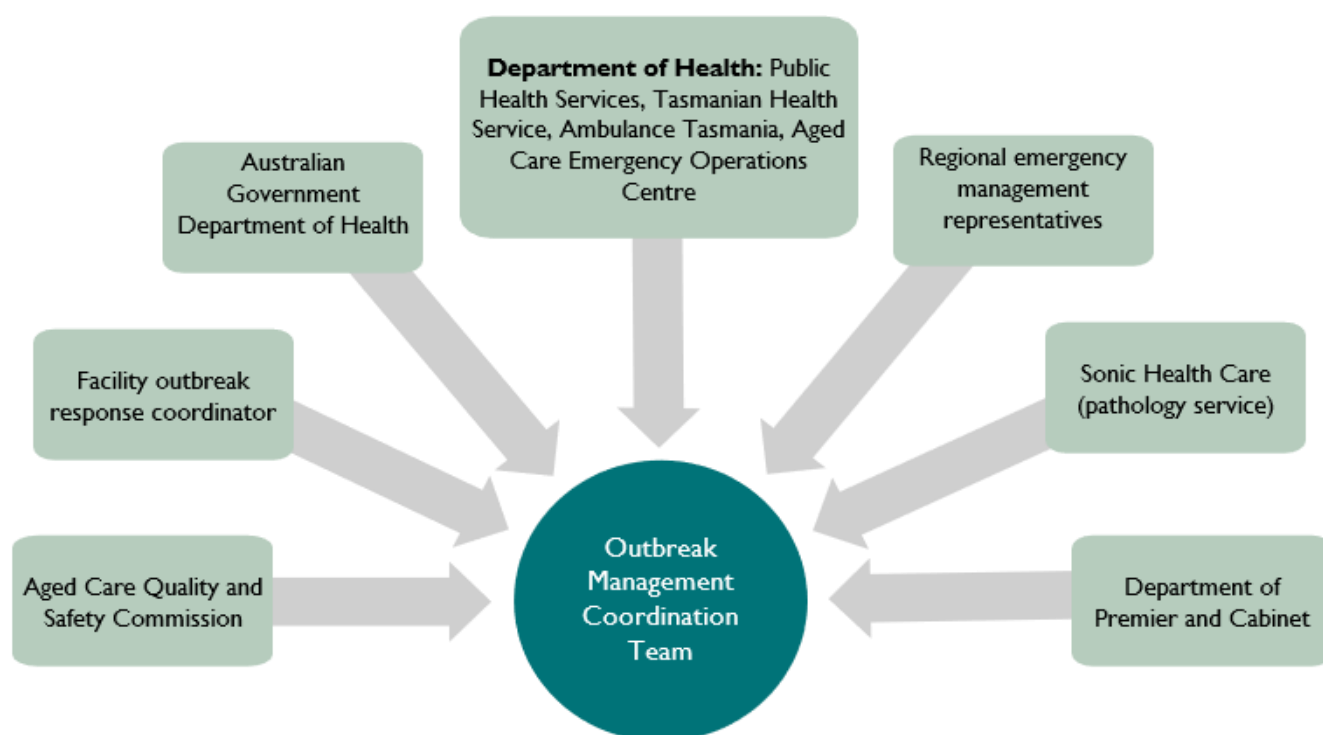 Department of Health: Public
Health Services, Tasmanian Health
Service, Ambulance Tasmania, Aged
Care Emergency Operations
Centre
Australian
Government
Department of Health
Regional emergency
management
representatives
Facility outbreak
response coordinator
Sonic Health Care
(pathology service)
Aged Care Quality and
Safety Commission
Outbreak
Management
Coordination
Team
Department of
Premier and Cabinet